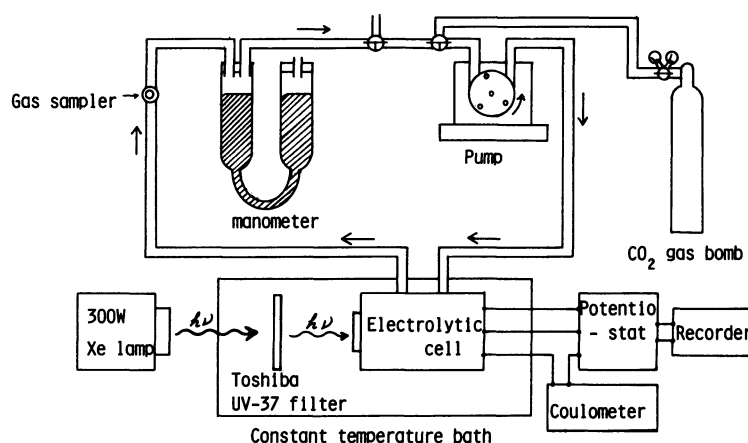 Gas sampler
manometer
Pump
CO₂ gas bomb
300W
Xe lamp
hν
hν
Toshiba
UV-37 filter
Electrolytic
cell
Potentio
- stat
Recorder
Coulometer
Constant temperature bath